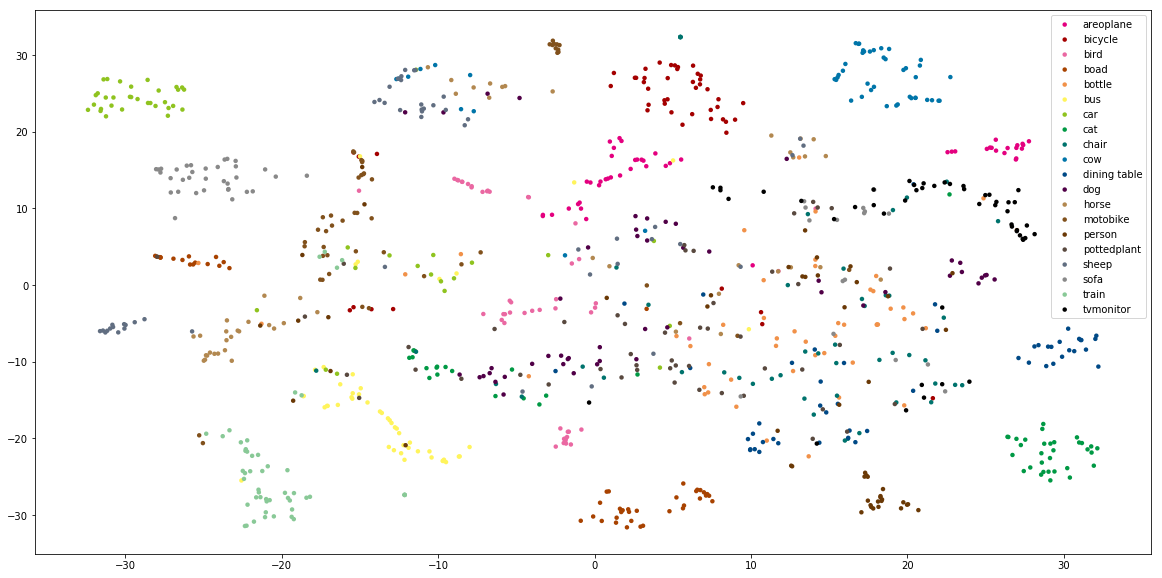 areoplane
bicycle
bird
boad
bottle
bus
car
cat
chair
cow
dining table
dog
horse
motobike
person
pottedplant
sheep
sofa
train
tvmonitor
30
20
10
0
−10
−20
−30
−30 −20 −10 0 10 20 30